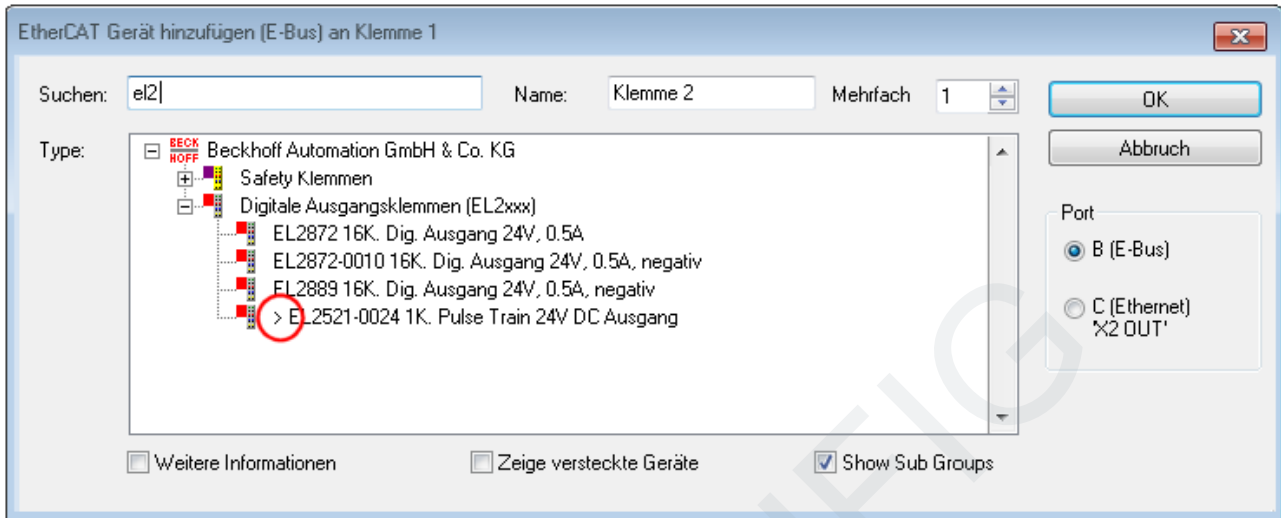 EtherCAT Gerät hinzufügen (E-Bus) an Klemme 1
Suchen: el2 Name: Klemme 2 Mehrfach 1 OK
Type: BECKHOFF Beckhoff Automation GmbH & Co. KG Abbruch
Safety Klemmen
Digitale Ausgangsklemmen (EL2xxx)
EL2872 16K. Dig. Ausgang 24V, 0.5A
EL2872-0010 16K. Dig. Ausgang 24V, 0.5A, negativ
EL2889 16K. Dig. Ausgang 24V, 0.5A, negativ
> EL2521-0024 1K. Pulse Train 24V DC Ausgang
Port
B (E-Bus)
C (Ethernet)
'X2 OUT'
Weitere Informationen Zeige versteckte Geräte Show Sub Groups
EIG